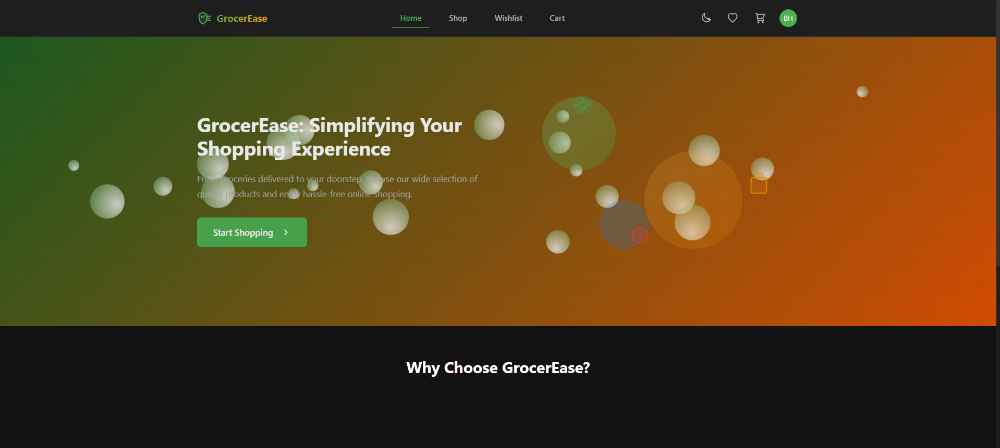 GrocerEase
Home
Shop
Wishlist
Cart
BH
GrocerEase: Simplifying Your
Shopping Experience
Fresh groceries delivered to your doorstep. Browse our wide selection of
quality products and enjoy hassle-free online shopping.
Start Shopping
Why Choose GrocerEase?